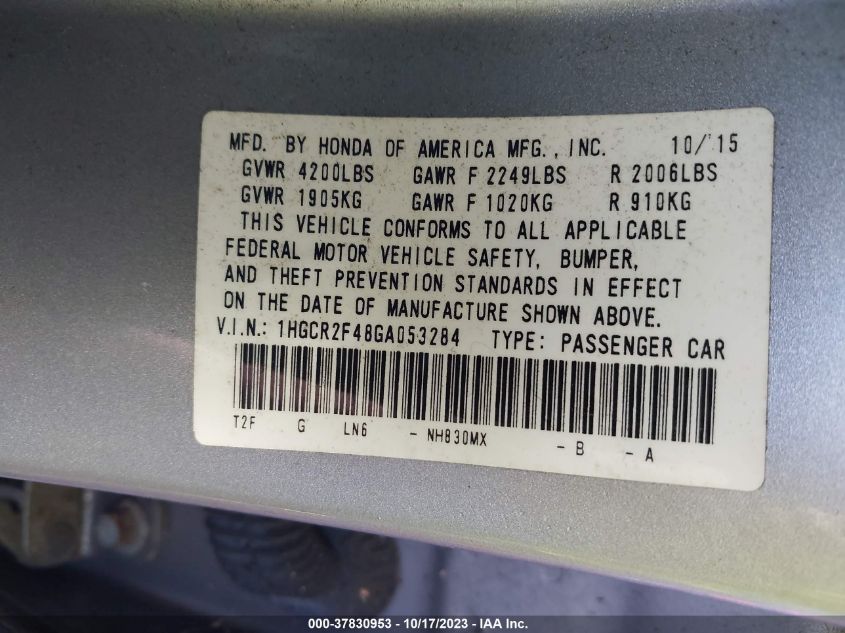 MFD. BY HONDA OF AMERICA MFG., INC. 10/15
GVWR 4200LBS GAWR F 2249LBS R 2006LBS
GVWR 1905KG GAWR F 1020KG R 910KG
THIS VEHICLE CONFORMS TO ALL APPLICABLE
FEDERAL MOTOR VEHICLE SAFETY, BUMPER,
AND THEFT PREVENTION STANDARDS IN EFFECT
ON THE DATE OF MANUFACTURE SHOWN ABOVE.
V.I.N.: 1HGCR2F48GA053284 TYPE: PASSENGER CAR
T2F G LN6 - NH830MX - B - A
000-37830953 - 10/17/2023 - IAA Inc.